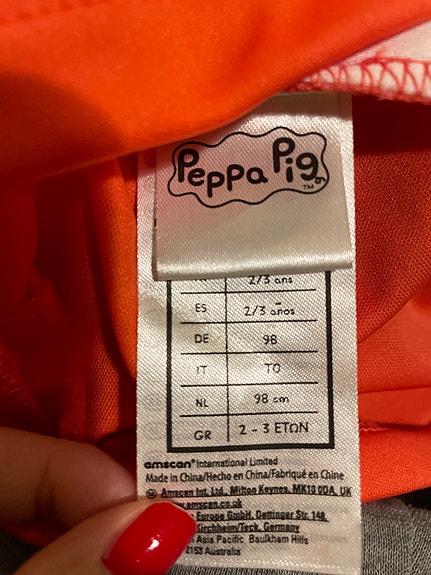 Peppa Pig
TM
2/3 ans
ES 2/3 años
DE 98
IT TO
NL 98 cm
GR 2 - 3 ΕΤΩΝ
amscan® International Limited
Made in China/Hecho en China/Fabriqué en Chine
Amscan Int. Ltd., Milton Keynes, MK10 0DA, UK
www.amscan.co.uk
Europe GmbH, Dettinger Str. 148,
Kirchheim/Teck, Germany
Asia Pacific, Baulkham Hills
2153 Australia